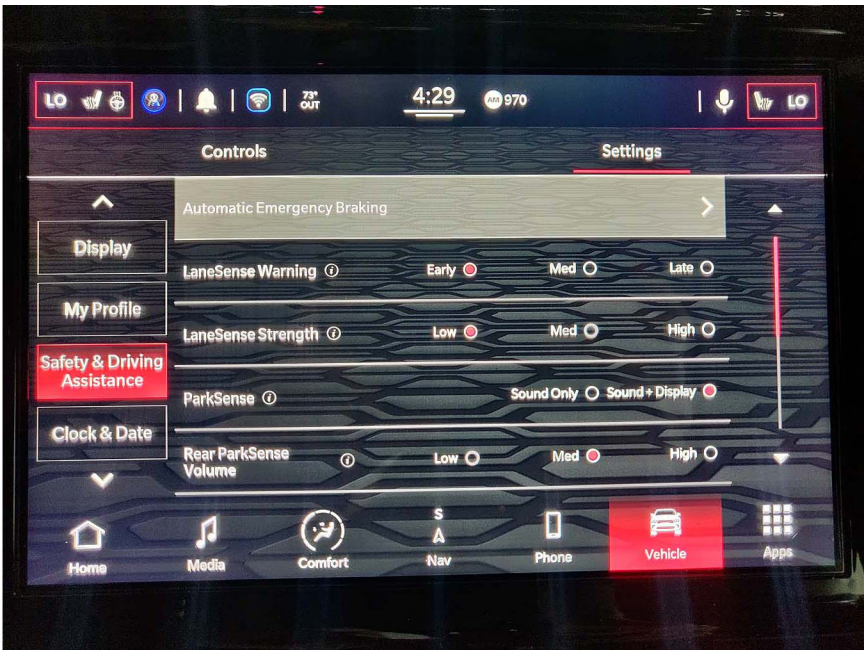 LO
73°
OUT
4:29
AM 970
LO
Controls
Settings
Display
My Profile
Safety & Driving
Assistance
Clock & Date
Automatic Emergency Braking
LaneSense Warning Early Med Late
LaneSense Strength Low Med High
ParkSense Sound Only Sound + Display
Rear ParkSense
Volume Low Med High
Home
Media
Comfort
S
Nav
Phone
Vehicle
Apps